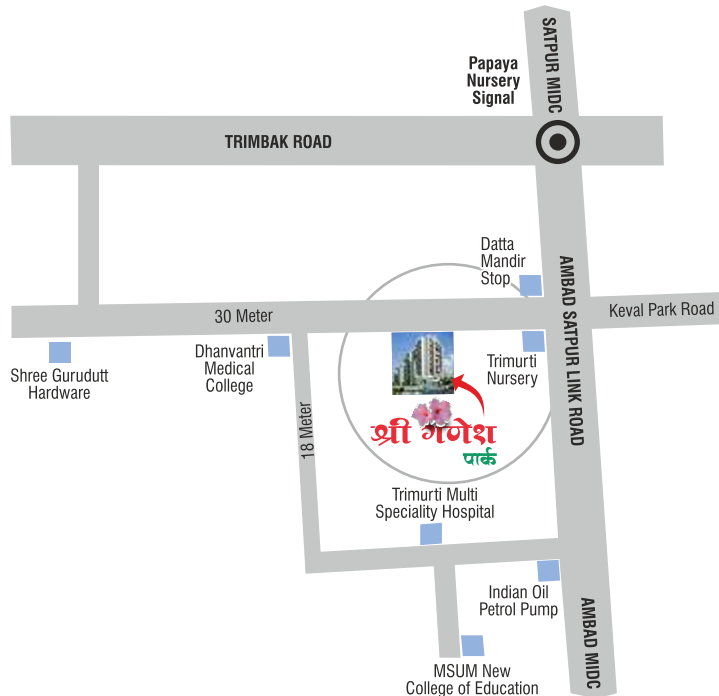 SATPUR MIDC
Papaya
Nursery
Signal
TRIMBAK ROAD
Datta
Mandir
Stop
AMBAD SATPUR LINK ROAD
30 Meter
Keval Park Road
Shree Gurudutt
Hardware
Dhanvantri
Medical
College
Trimurti
Nursery
18 Meter
श्री गणेश
पार्क
Trimurti Multi
Speciality Hospital
Indian Oil
Petrol Pump
AMBAD MIDC
MSUM New
College of Education